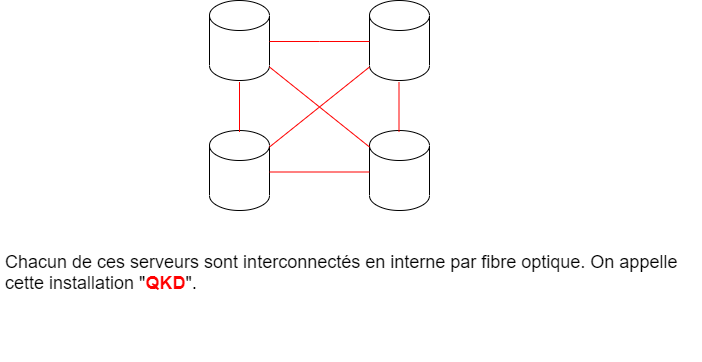 Chacun de ces serveurs sont interconnectés en interne par fibre optique. On appelle
cette installation "QKD".